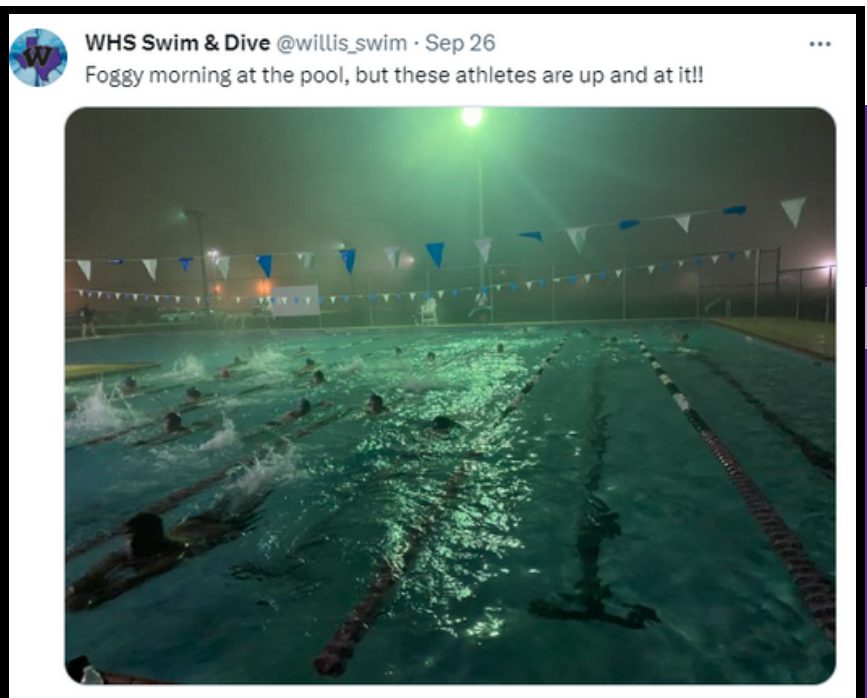 WHS Swim & Dive @willis_swim · Sep 26
Foggy morning at the pool, but these athletes are up and at it!!
W